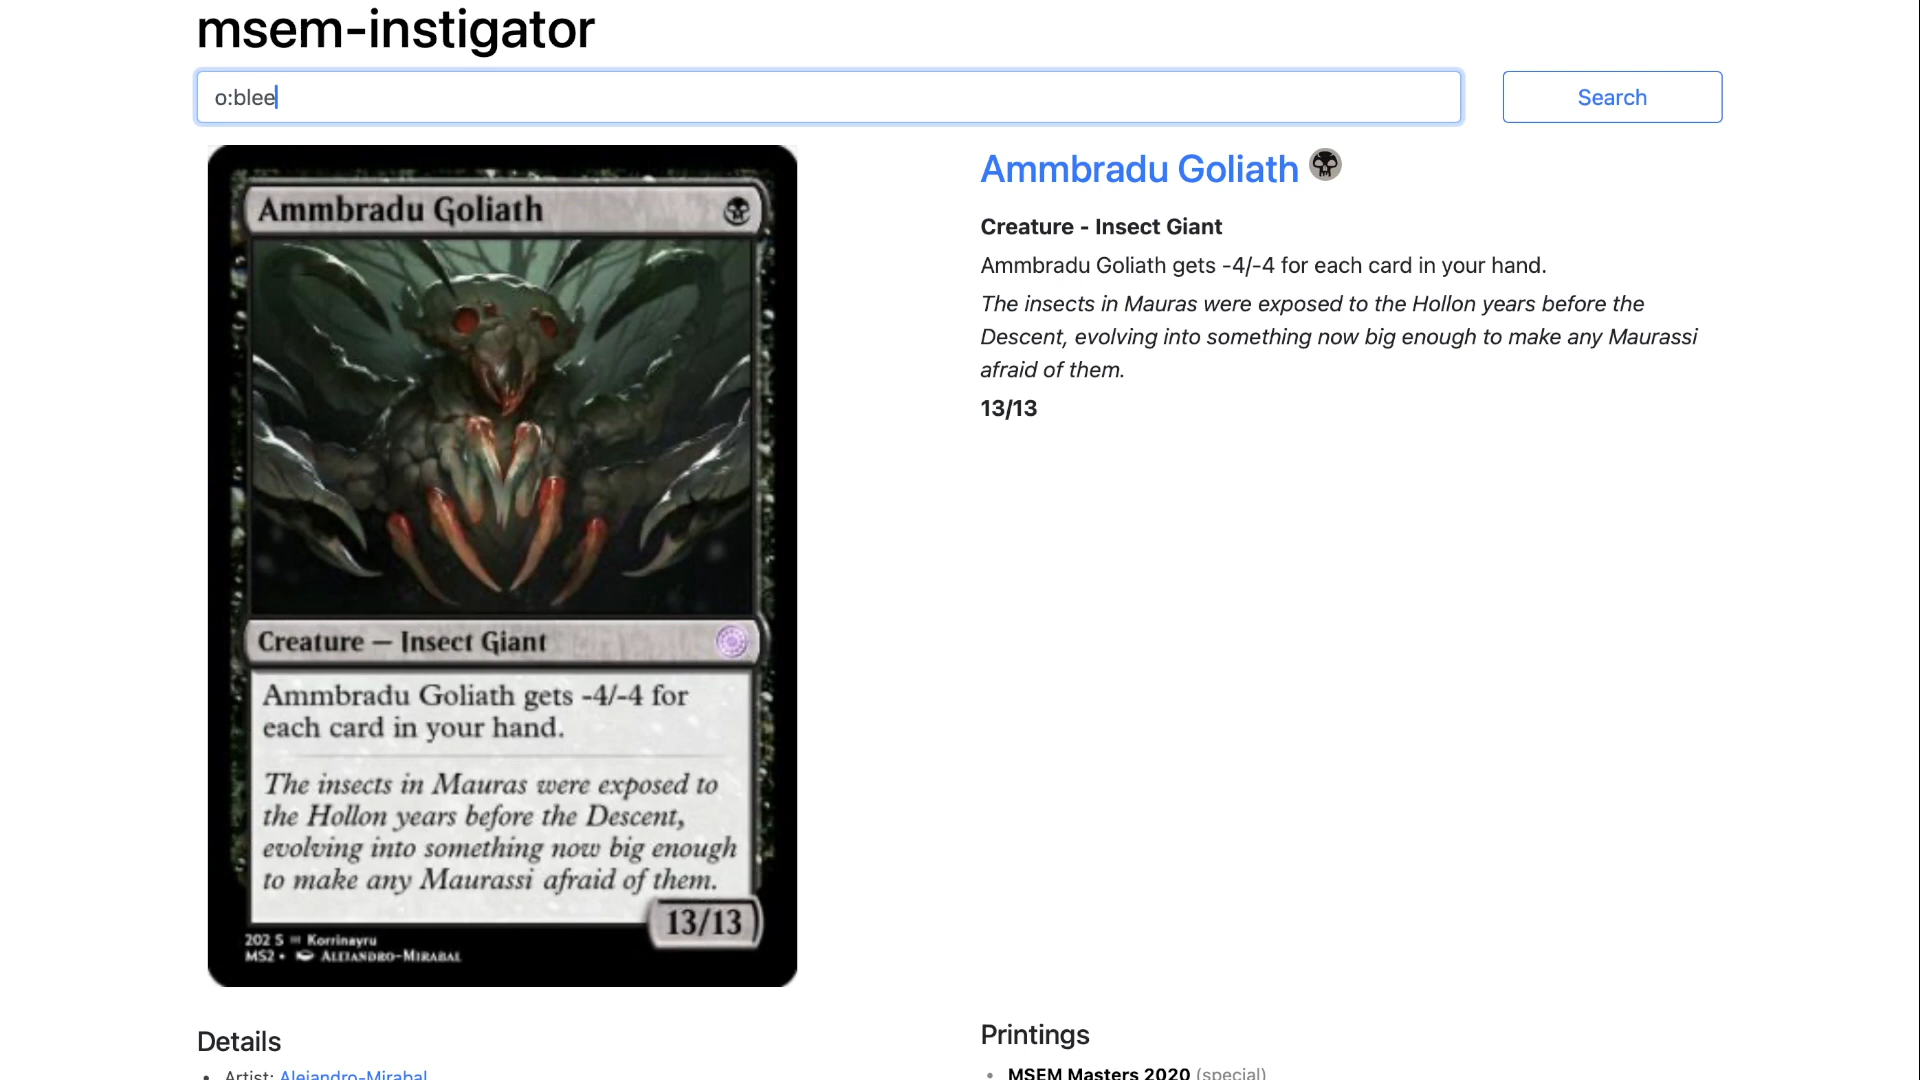 msem-instigator
o:blee
Search
Ammbradu Goliath
Creature — Insect Giant
Ammbradu Goliath gets -4/-4 for
each card in your hand.
The insects in Mauras were exposed to
the Hollon years before the Descent,
evolving into something now big enough
to make any Maurassi afraid of them.
13/13
202 S Korrinayru
MS2 • Alejandro-Mirabal
Ammbradu Goliath
Creature - Insect Giant
Ammbradu Goliath gets -4/-4 for each card in your hand.
The insects in Mauras were exposed to the Hollon years before the
Descent, evolving into something now big enough to make any Maurassi
afraid of them.
13/13
Details
• Artist: Alejandro-Mirabal
Printings
• MSEM Masters 2020 (special)